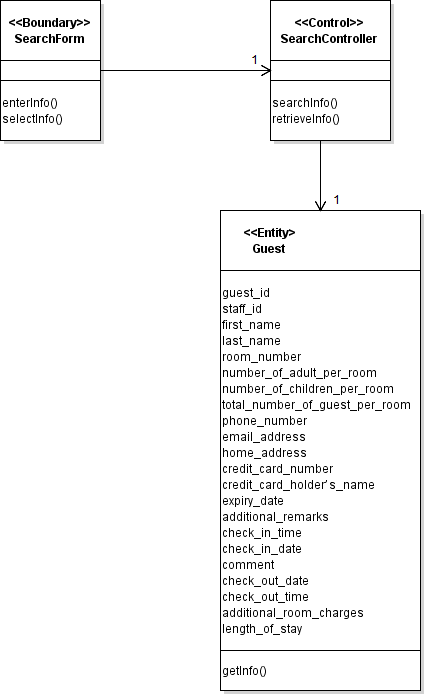 <<Boundary>>
SearchForm
enterInfo()
selectInfo()
1
<<Control>>
SearchController
searchInfo()
retrieveInfo()
1
<<Entity>
Guest
guest_id
staff_id
first_name
last_name
room_number
number_of_adult_per_room
number_of_children_per_room
total_number_of_guest_per_room
phone_number
email_address
home_address
credit_card_number
credit_card_holder's_name
expiry_date
additional_remarks
check_in_time
check_in_date
comment
check_out_date
check_out_time
additional_room_charges
length_of_stay
getInfo()